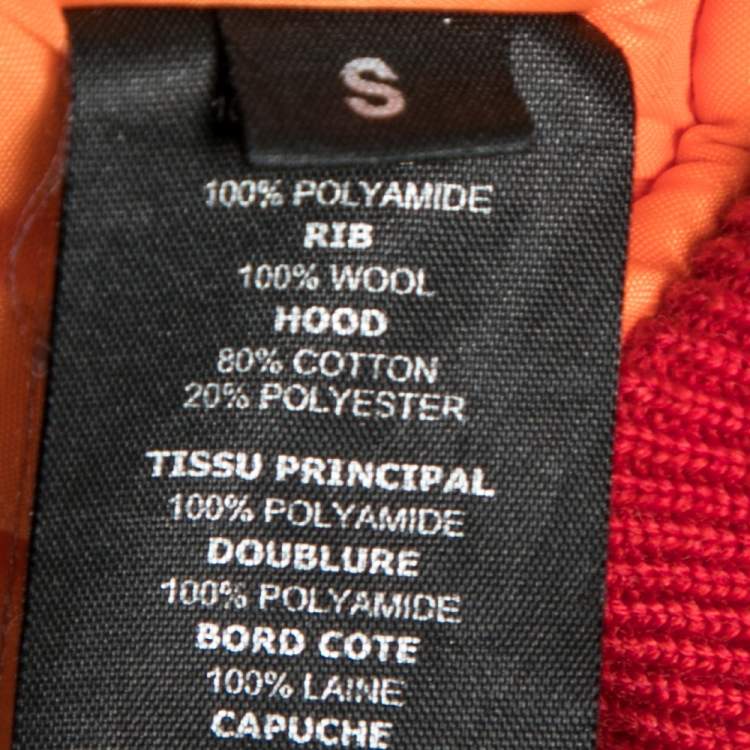 S
100% POLYAMIDE
RIB
100% WOOL
HOOD
80% COTTON
20% POLYESTER
TISSU PRINCIPAL
100% POLYAMIDE
DOUBLURE
100% POLYAMIDE
BORD COTE
100% LAINE
CAPUCHE